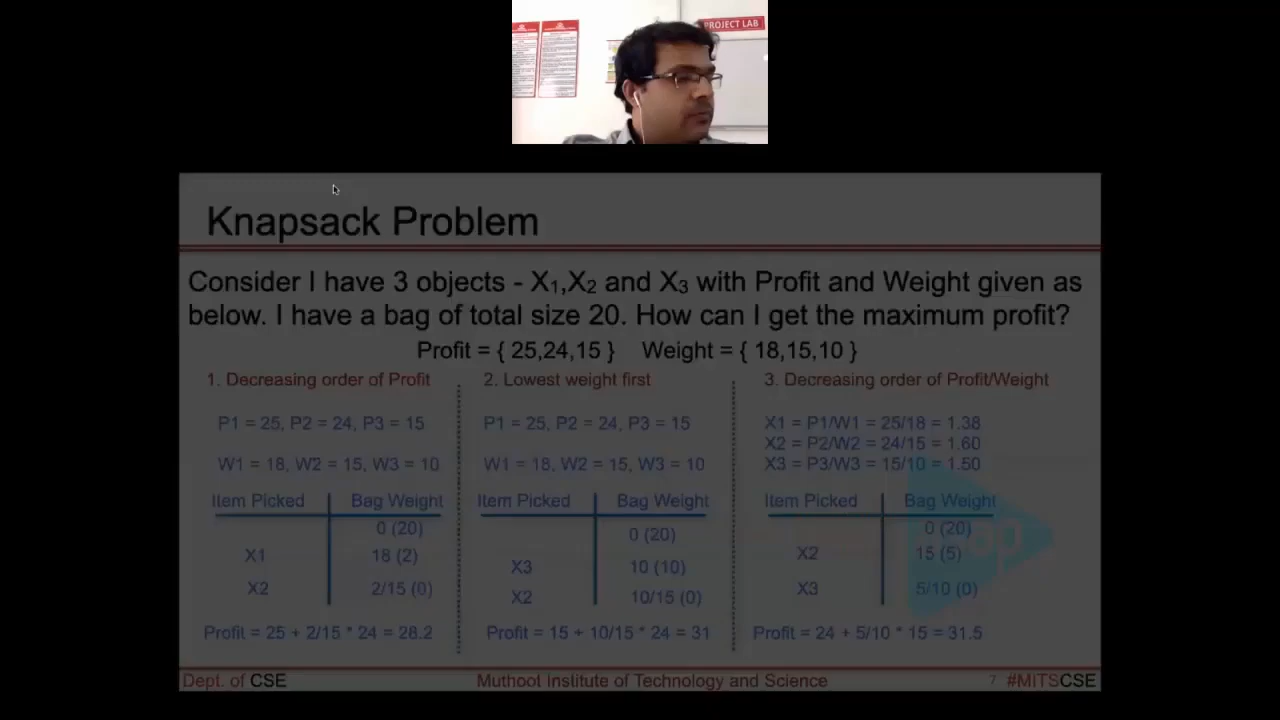 PROJECT LAB
Knapsack Problem
Consider I have 3 objects - X1,X2 and X3 with Profit and Weight given as
below. I have a bag of total size 20. How can I get the maximum profit?
Profit = { 25,24,15 } Weight = { 18,15,10 }
1. Decreasing order of Profit
P1 = 25, P2 = 24, P3 = 15
W1 = 18, W2 = 15, W3 = 10
Item Picked Bag Weight
0 (20)
X1 18 (2)
X2 2/15 (0)
Profit = 25 + 2/15 * 24 = 28.2
2. Lowest weight first
P1 = 25, P2 = 24, P3 = 15
W1 = 18, W2 = 15, W3 = 10
Item Picked Bag Weight
0 (20)
X3 10 (10)
X2 10/15 (0)
Profit = 15 + 10/15 * 24 = 31
3. Decreasing order of Profit/Weight
X1 = P1/W1 = 25/18 = 1.38
X2 = P2/W2 = 24/15 = 1.60
X3 = P3/W3 = 15/10 = 1.50
Item Picked Bag Weight
0 (20)
X2 15 (5)
X3 5/10 (0)
Profit = 24 + 5/10 * 15 = 31.5
Dept. of CSE Muthoot Institute of Technology and Science 7 #MITSCSE